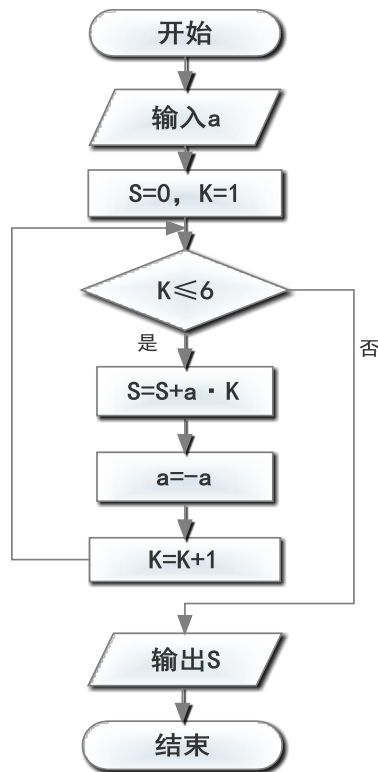 开始
输入a
S=0，K=1
K≤6
是
否
S=S+a·K
a=-a
K=K+1
输出S
结束